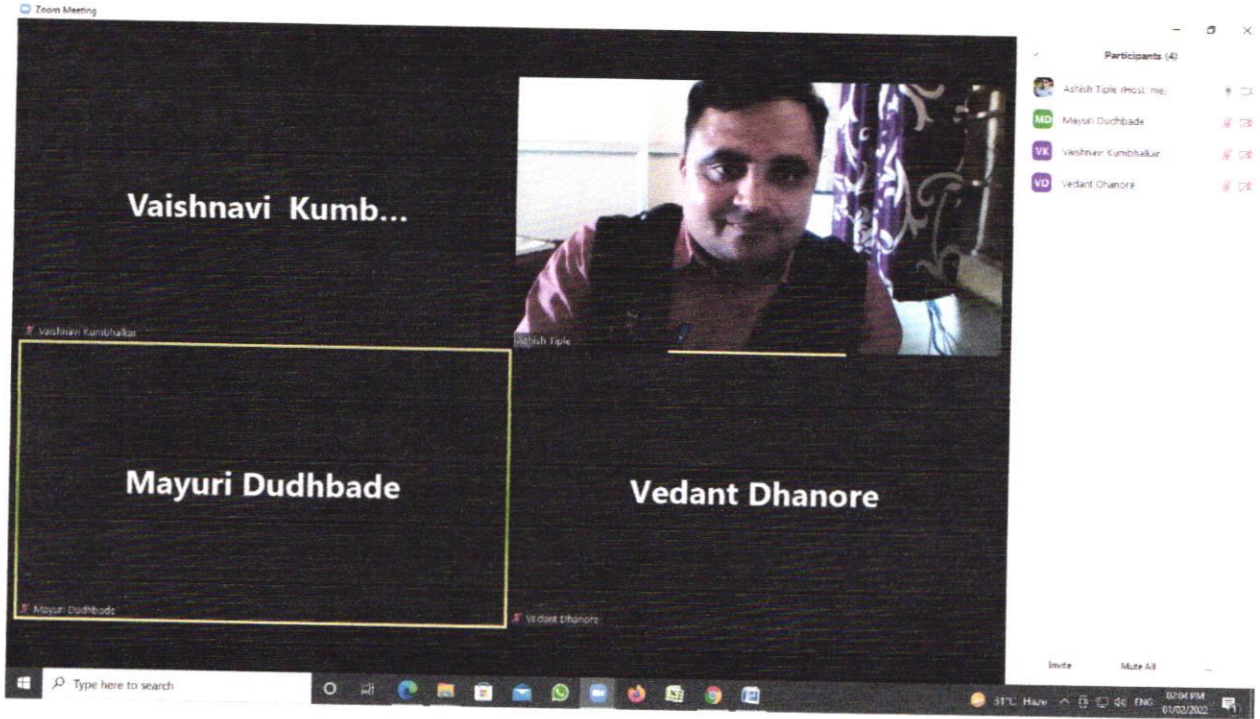 Zoom Meeting
Participants (4)
Ashish Tiple (Host, me)
MD Mayuri Dudhbade
VK Vaishnavi Kumbhalkar
VD Vedant Dhanore
Vaishnavi Kumb...
Vaishnavi Kumbhalkar
Ashish Tiple
Mayuri Dudhbade
Mayuri Dudhbade
Vedant Dhanore
Vedant Dhanore
Invite
Mute All
Type here to search
31°C Haze
ENG
02:04 PM
01/02/2022